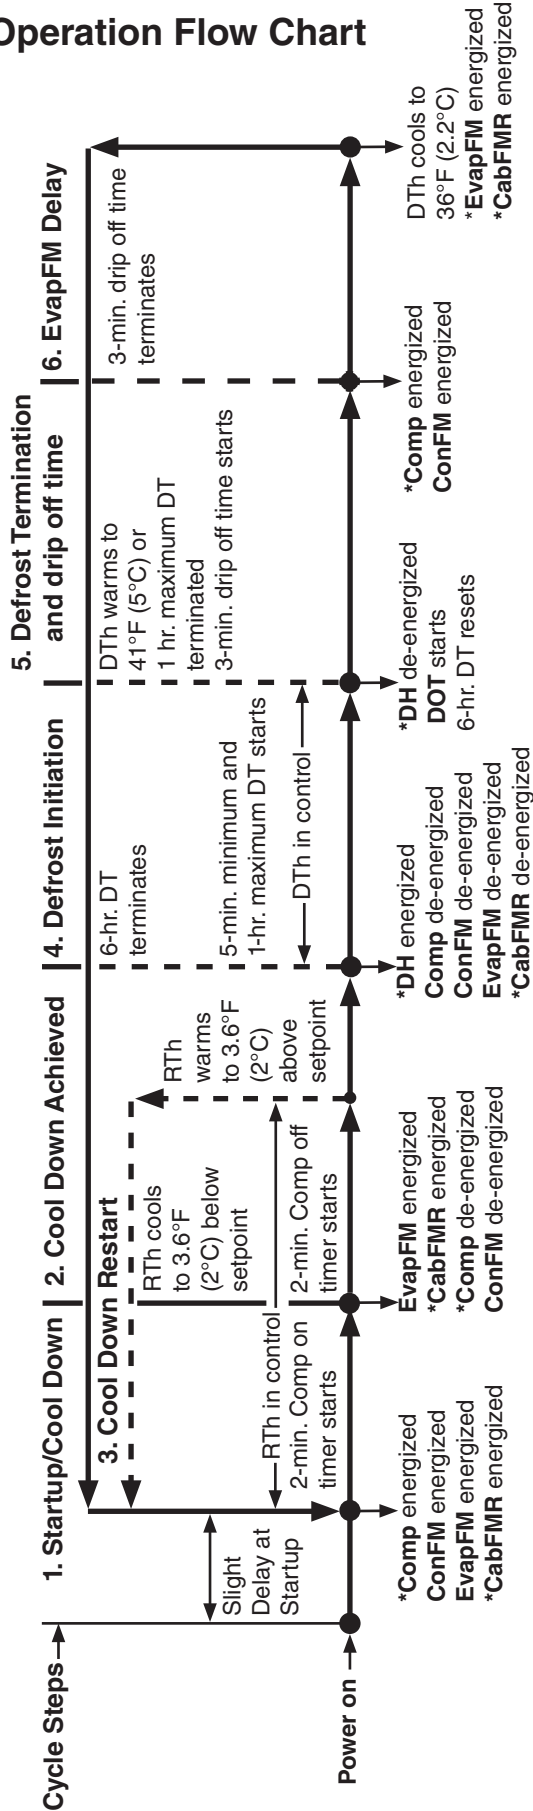 Operation Flow Chart
Cycle Steps
1. Startup/Cool Down
2. Cool Down Achieved
4. Defrost Initiation
5. Defrost Termination
and drip off time
6. EvapFM Delay
3. Cool Down Restart
Slight
Delay at
Startup
RTh in control
2-min. Comp on
timer starts
RTh cools
to 3.6°F
(2°C) below
setpoint
2-min. Comp off
timer starts
RTh
warms
to 3.6°F
(2°C)
above
setpoint
6-hr. DT
terminates
5-min. minimum and
1-hr. maximum DT starts
DTh in control
DTh warms to
41°F (5°C) or
1 hr. maximum DT
terminated
3-min. drip off time starts
3-min. drip off time
terminates
Power on
*Comp energized
ConFM energized
EvapFM energized
*CabFMR energized
EvapFM energized
*CabFMR energized
*Comp de-energized
ConFM de-energized
*DH energized
Comp de-energized
ConFM de-energized
EvapFM de-energized
*CabFMR de-energized
*DH de-energized
DOT starts
6-hr. DT resets
*Comp energized
ConFM energized
DTh cools to
36°F (2.2°C)
*EvapFM energized
*CabFMR energized